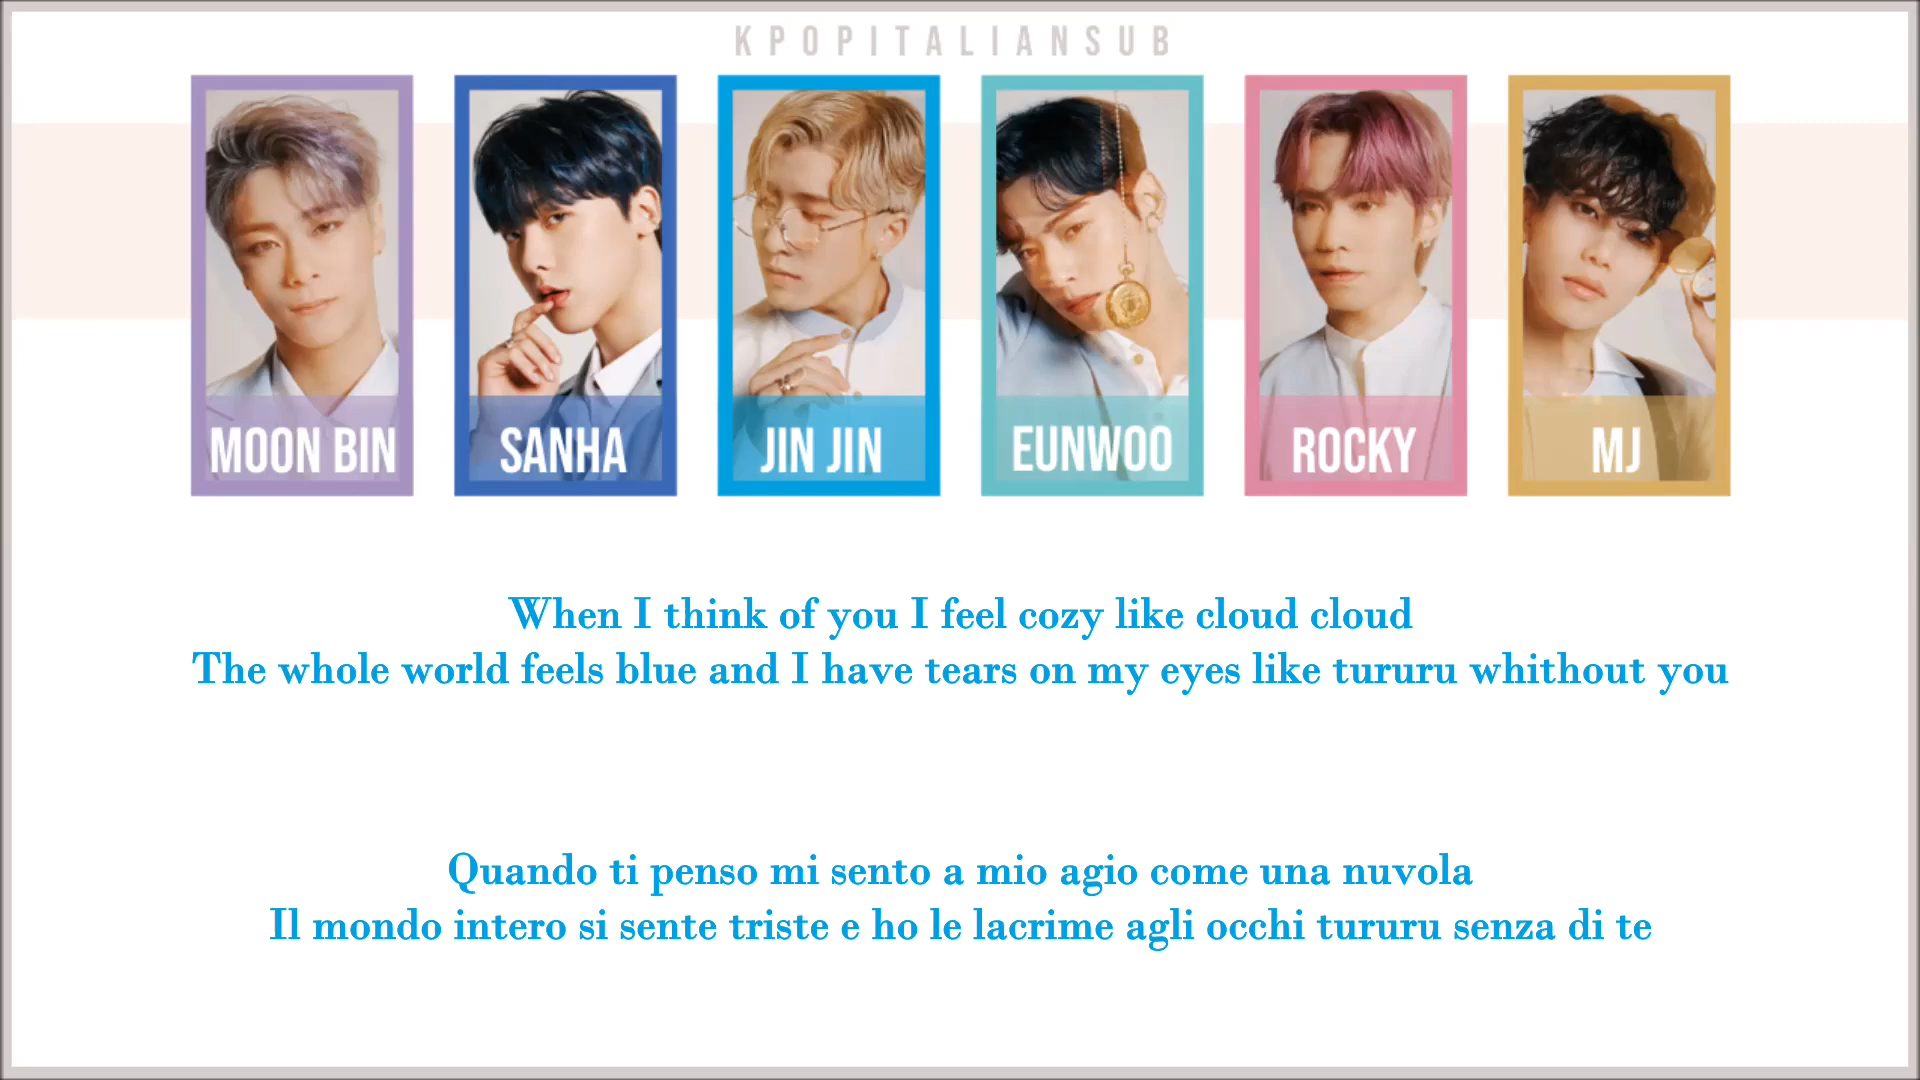 KPOPITALIANSUB
MOON BIN
SANHA
JIN JIN
EUNWOO
ROCKY
MJ
When I think of you I feel cozy like cloud cloud
The whole world feels blue and I have tears on my eyes like tururu whithout you
Quando ti penso mi sento a mio agio come una nuvola
Il mondo intero si sente triste e ho le lacrime agli occhi tururu senza di te